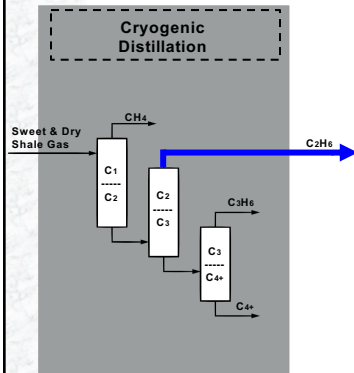 Cryogenic
Distillation
CH4
Sweet & Dry
Shale Gas
C2H6
C1
-----
C2
C2
-----
C3
C3H6
C3
-----
C4+
C4+